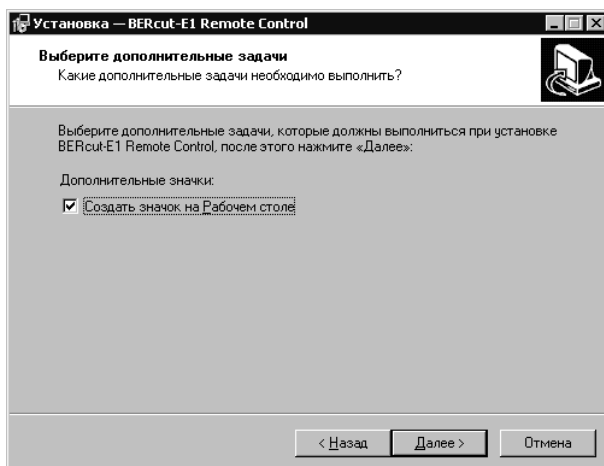 Установка — BERcut-E1 Remote Control
Выберите дополнительные задачи
Какие дополнительные задачи необходимо выполнить?
Выберите дополнительные задачи, которые должны выполниться при установке
BERcut-E1 Remote Control, после этого нажмите «Далее»:
Дополнительные значки:
Создать значок на Рабочем столе
< Назад Далее > Отмена